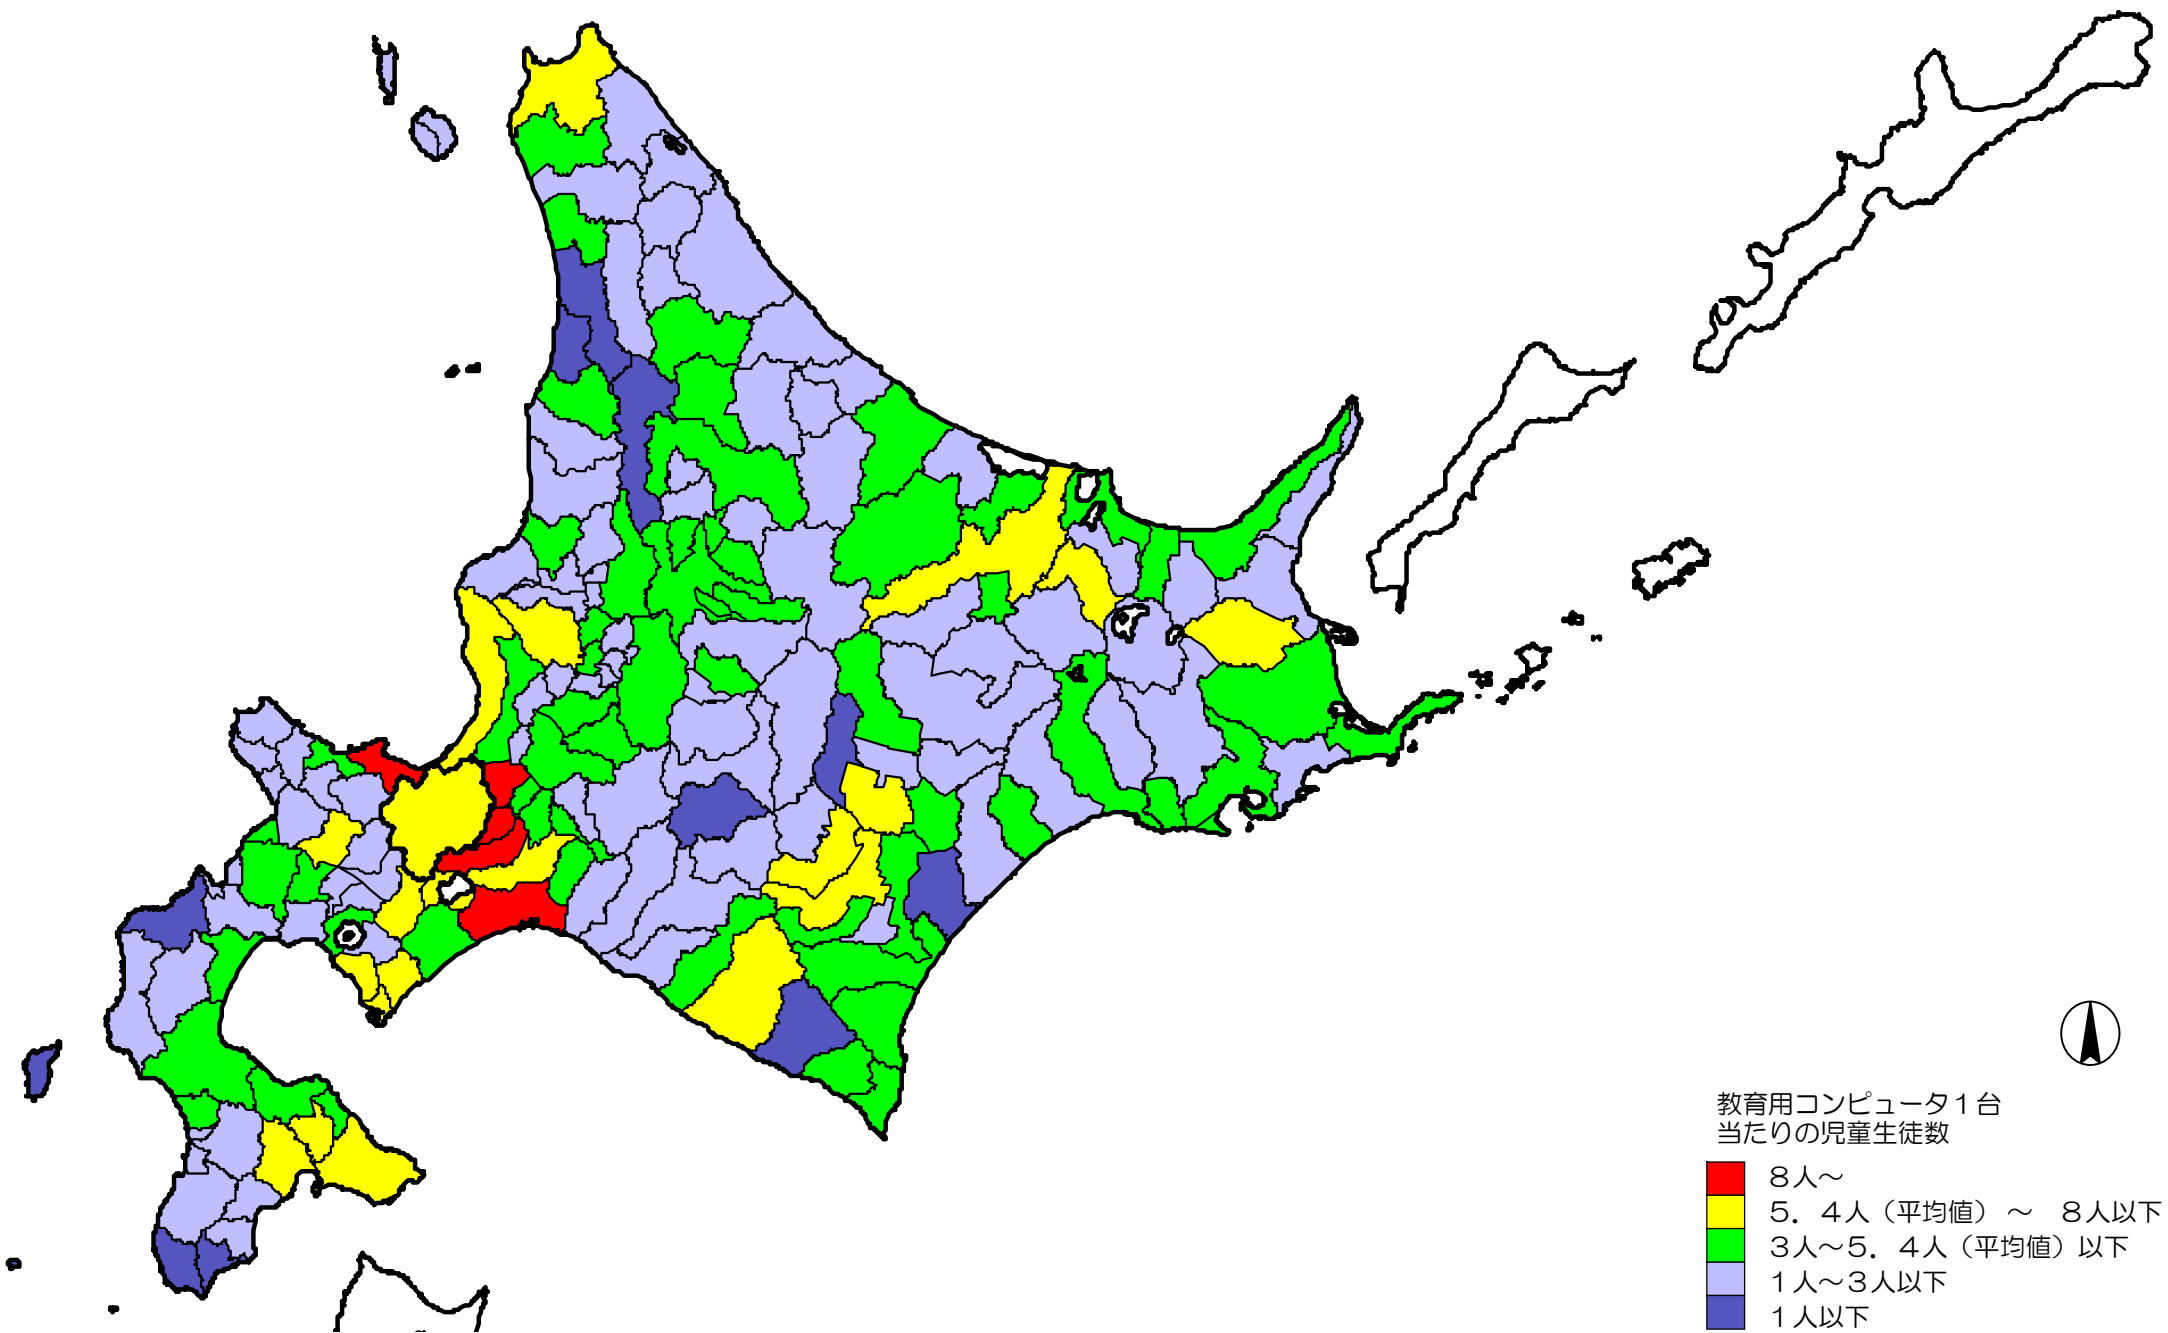 教育用コンピュータ１台
当たりの児童生徒数
８人～
５．４人（平均値）～　８人以下
３人～５．４人（平均値）以下
１人～３人以下
１人以下